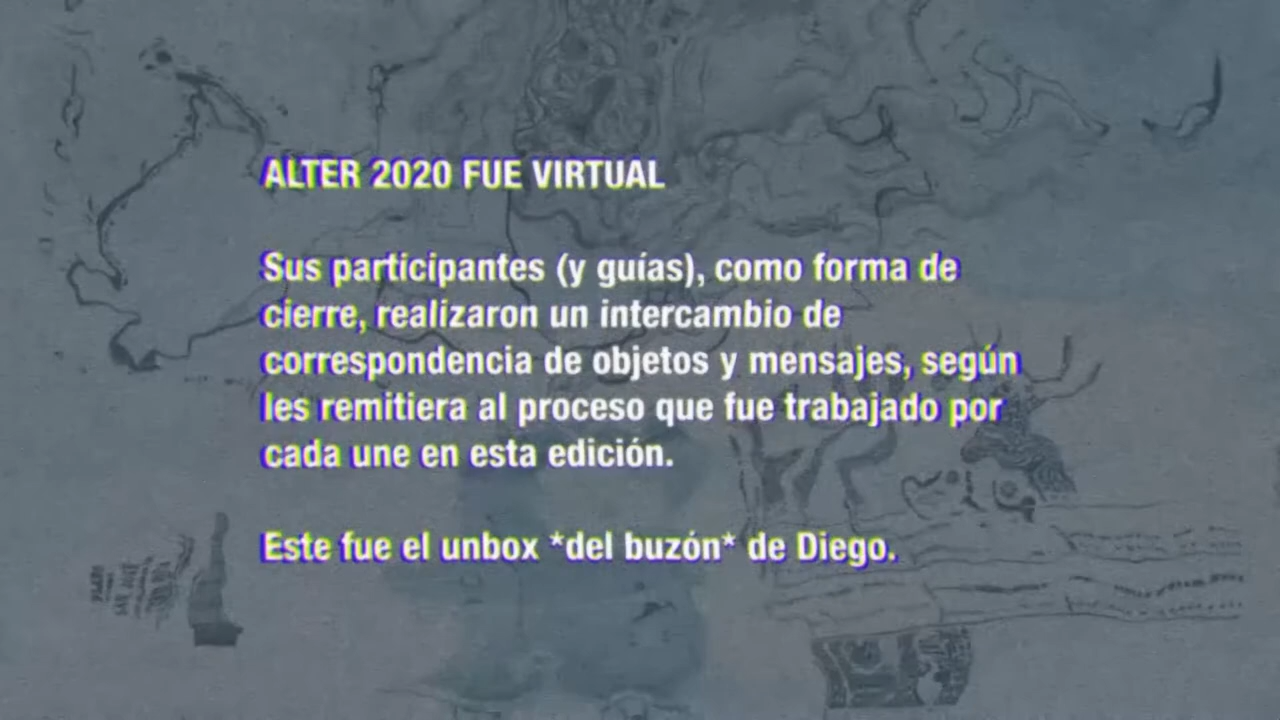 ALTER 2020 FUE VIRTUAL
Sus participantes (y guías), como forma de
cierre, realizaron un intercambio de
correspondencia de objetos y mensajes, según
les remitiera al proceso que fue trabajado por
cada une en esta edición.
Este fue el unbox *del buzón* de Diego.